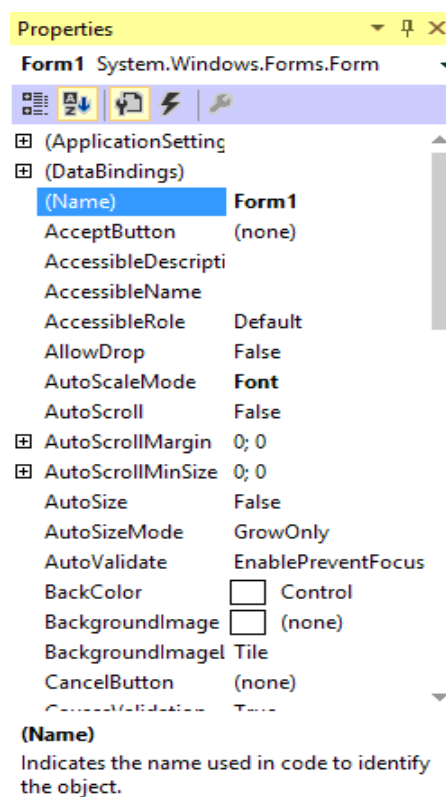 Properties
Form1 System.Windows.Forms.Form
(ApplicationSetting
(DataBindings)
(Name) Form1
AcceptButton (none)
AccessibleDescripti
AccessibleName
AccessibleRole Default
AllowDrop False
AutoScaleMode Font
AutoScroll False
AutoScrollMargin 0; 0
AutoScrollMinSize 0; 0
AutoSize False
AutoSizeMode GrowOnly
AutoValidate EnablePreventFocus
BackColor Control
BackgroundImage (none)
BackgroundImageL Tile
CancelButton (none)
CausesValidation True
(Name)
Indicates the name used in code to identify
the object.